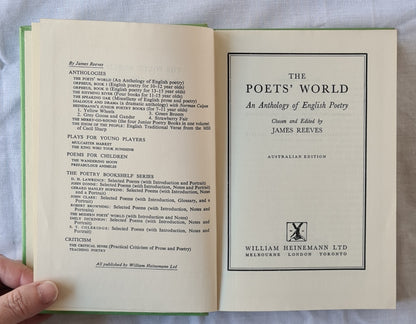 By James Reeves
ANTHOLOGIES
THE POETS' WORLD (An Anthology of English poetry)
ORPHEUS, BOOK I (English poetry for 10–12 year olds)
ORPHEUS, BOOK II (English poetry for 13–15 year olds)
THE RHYMING RIVER (Four books for 11–15 year olds)
THE SPEAKING OAK (Miscellany of English prose and poetry)
DIALOGUE AND DRAMA (a dramatic anthology) with Norman Culpan
HEINEMANN'S JUNIOR POETRY BOOKS (for 7–11 year olds)
1 Yellow Wheels 3 Green Broom
2 Grey Goose and Gander 4 Strawberry Fair
THE MERRY-GO-ROUND (the four Junior Poetry Books in one volume)
THE IDIOM OF THE PEOPLE: English Traditional Verse from the MSS
of Cecil Sharp
PLAYS FOR YOUNG PLAYERS
MULCASTER MARKET
THE KING WHO TOOK SUNSHINE
POEMS FOR CHILDREN
THE WANDERING MOON
PREFABULOUS ANIMILES
THE POETRY BOOKSHELF SERIES
D. H. LAWRENCE: Selected Poems (with Introduction and
Portrait)
JOHN DONNE: Selected Poems (with Introduction, Notes and
Portrait)
GERARD MANLEY HOPKINS: Selected Poems (with Introduction, Notes
and Portrait)
JOHN CLARE: Selected Poems (with Introduction, Glossary, and
a Portrait)
ROBERT BROWNING: Selected Poems (with Introduction, Notes and
Portrait)
THE MODERN POETS' WORLD (with Introduction and Notes)
EMILY DICKINSON: Selected Poems (with Introduction, Notes and
Portrait)
S. T. COLERIDGE: Selected Poems (with Introduction, Notes and
Portrait)
CRITICISM
THE CRITICAL SENSE (Practical Criticism of Prose and Poetry)
TEACHING POETRY
All published by William Heinemann Ltd
THE
POETS' WORLD
An Anthology of English Poetry
Chosen and Edited by
JAMES REEVES
AUSTRALIAN EDITION
WILLIAM HEINEMANN LTD
MELBOURNE LONDON TORONTO